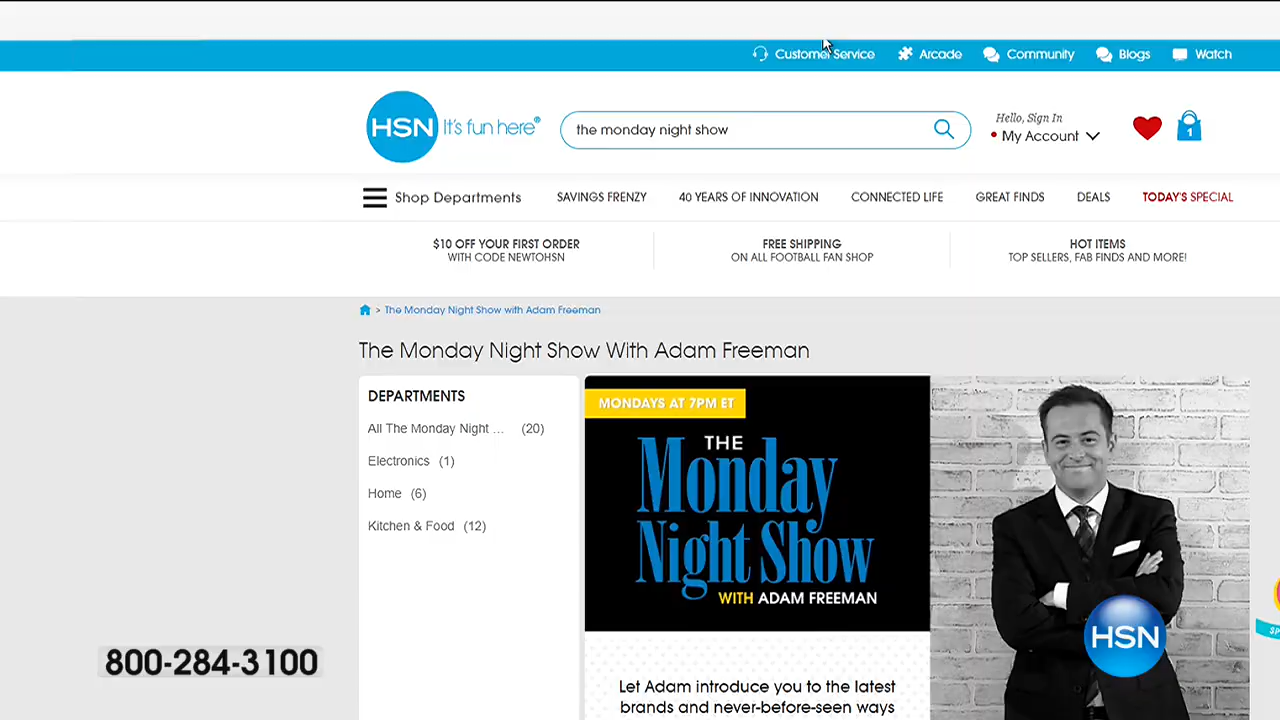 Customer Service
Arcade
Community
Blogs
Watch
HSN It's fun here®
the monday night show
Hello, Sign In
My Account
1
Shop Departments
SAVINGS FRENZY
40 YEARS OF INNOVATION
CONNECTED LIFE
GREAT FINDS
DEALS
TODAY'S SPECIAL
$10 OFF YOUR FIRST ORDER
WITH CODE NEWTOHSN
FREE SHIPPING
ON ALL FOOTBALL FAN SHOP
HOT ITEMS
TOP SELLERS, FAB FINDS AND MORE!
> The Monday Night Show with Adam Freeman
The Monday Night Show With Adam Freeman
DEPARTMENTS
All The Monday Night ... (20)
Electronics (1)
Home (6)
Kitchen & Food (12)
MONDAYS AT 7PM ET
THE
Monday
Night Show
WITH ADAM FREEMAN
Let Adam introduce you to the latest
brands and never-before-seen ways
HSN
800-284-3100